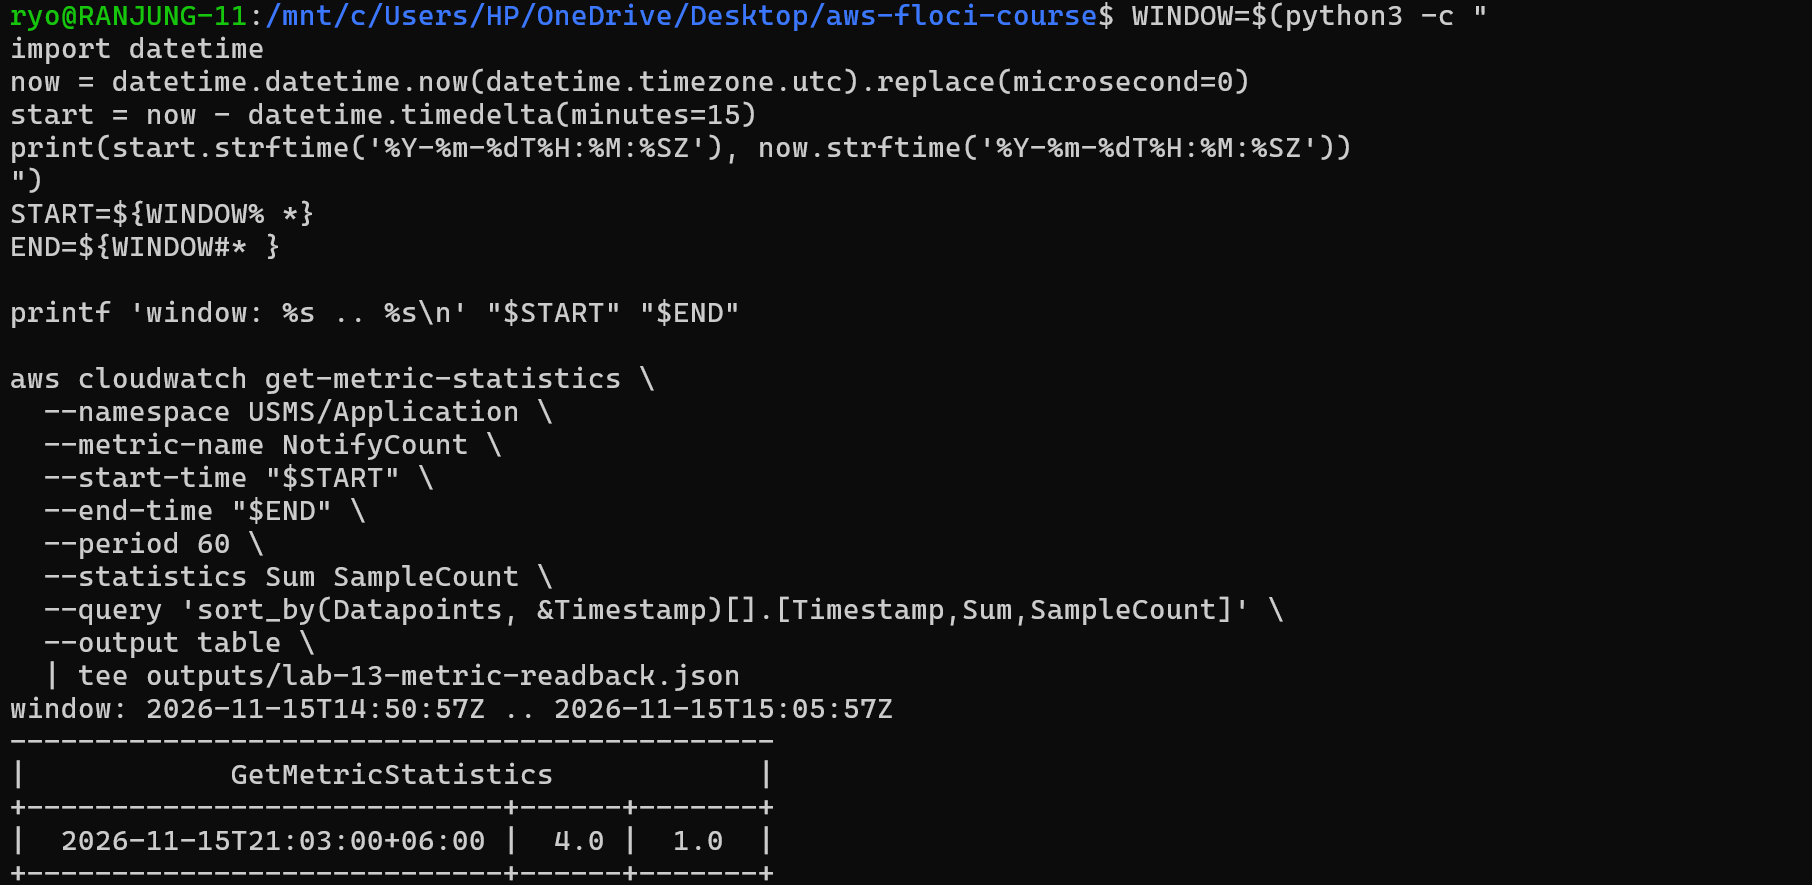 ryo@RANJUNG-11:/mnt/c/Users/HP/OneDrive/Desktop/aws-floci-course$ WINDOW=$(python3 -c "
import datetime
now = datetime.datetime.now(datetime.timezone.utc).replace(microsecond=0)
start = now - datetime.timedelta(minutes=15)
print(start.strftime('%Y-%m-%dT%H:%M:%SZ'), now.strftime('%Y-%m-%dT%H:%M:%SZ'))
")
START=${WINDOW% *}
END=${WINDOW#* }

printf 'window: %s .. %s\n' "$START" "$END"

aws cloudwatch get-metric-statistics \
  --namespace USMS/Application \
  --metric-name NotifyCount \
  --start-time "$START" \
  --end-time "$END" \
  --period 60 \
  --statistics Sum SampleCount \
  --query 'sort_by(Datapoints, &Timestamp)[].[Timestamp,Sum,SampleCount]' \
  --output table \
  | tee outputs/lab-13-metric-readback.json
window: 2026-11-15T14:50:57Z .. 2026-11-15T15:05:57Z
---------------------------------------------
|            GetMetricStatistics            |
+----------------------------+------+-------+
|  2026-11-15T21:03:00+06:00 |  4.0 |  1.0  |
+----------------------------+------+-------+